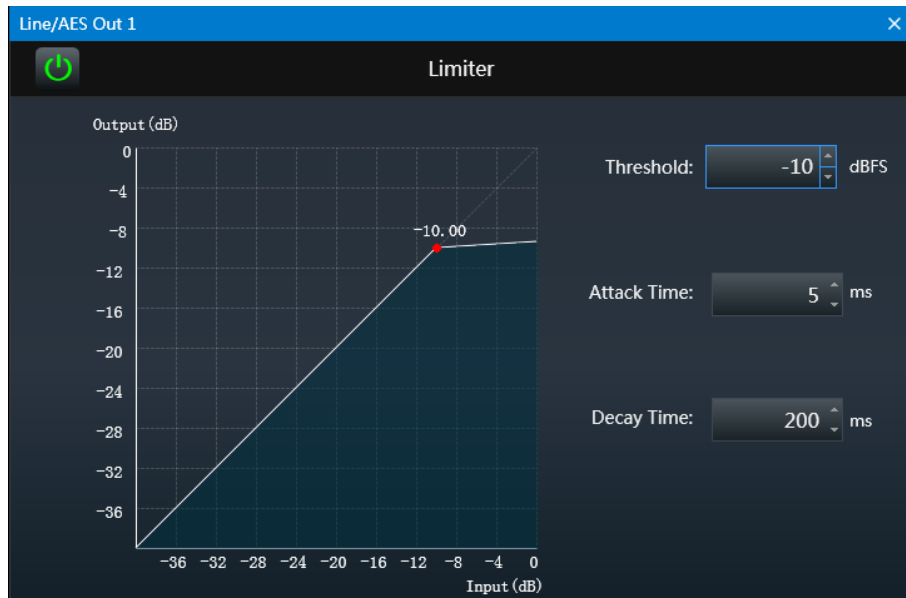 Line/AES Out 1
Limiter
Output(dB)
0
-4
-8
-12
-16
-20
-24
-28
-32
-36
-10.00
-36 -32 -28 -24 -20 -16 -12 -8 -4 0
Input(dB)
Threshold: -10 dBFS
Attack Time: 5 ms
Decay Time: 200 ms